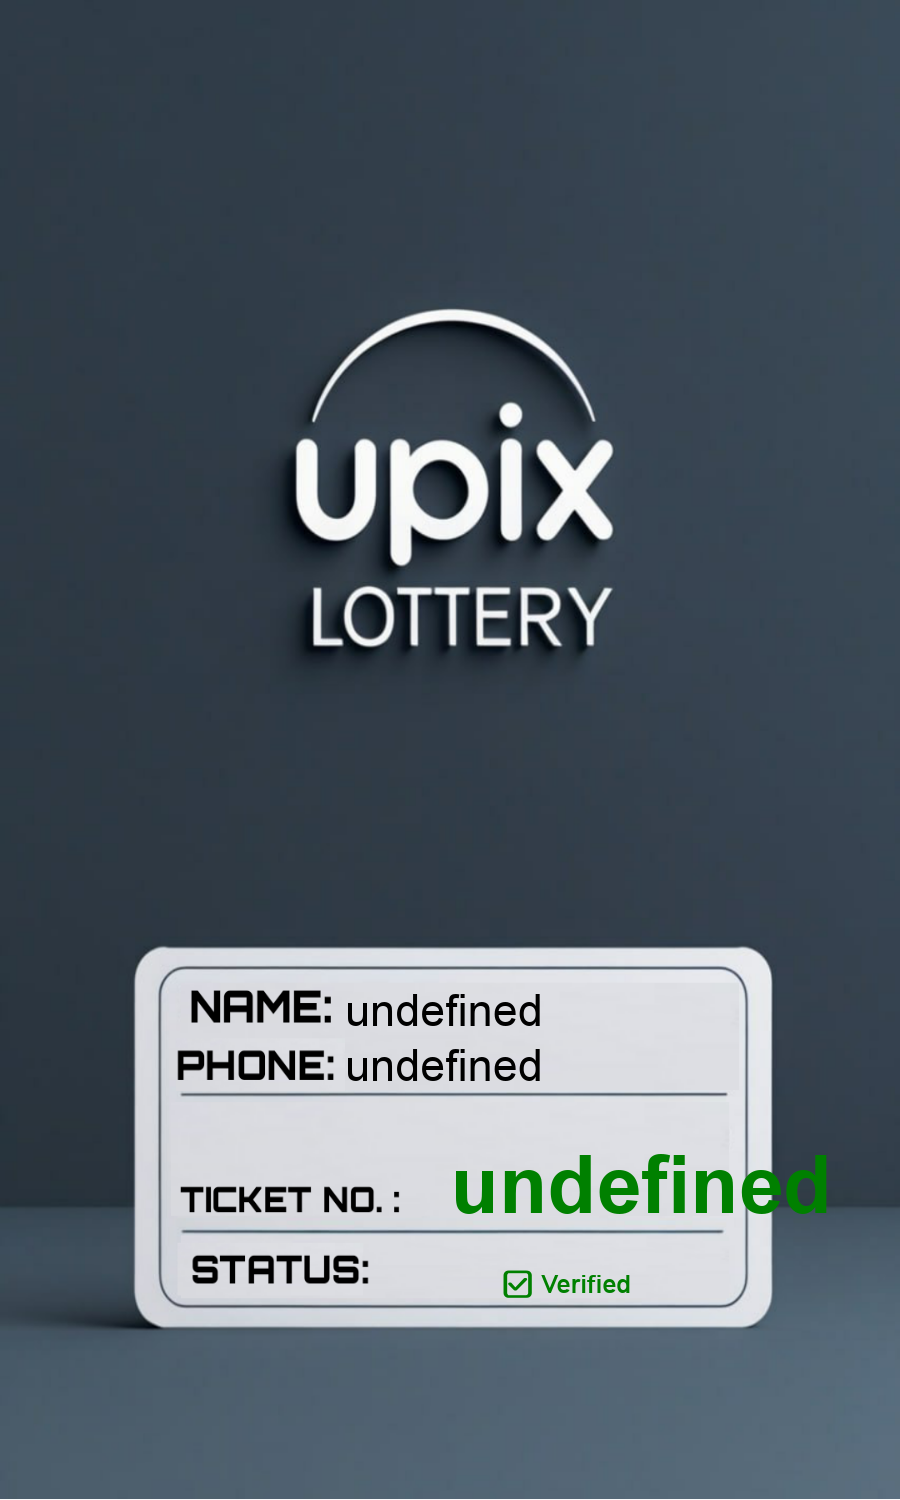 upix
LOTTERY
NAME: undefined
PHONE: undefined
TICKET NO. : undefined
STATUS: Verified